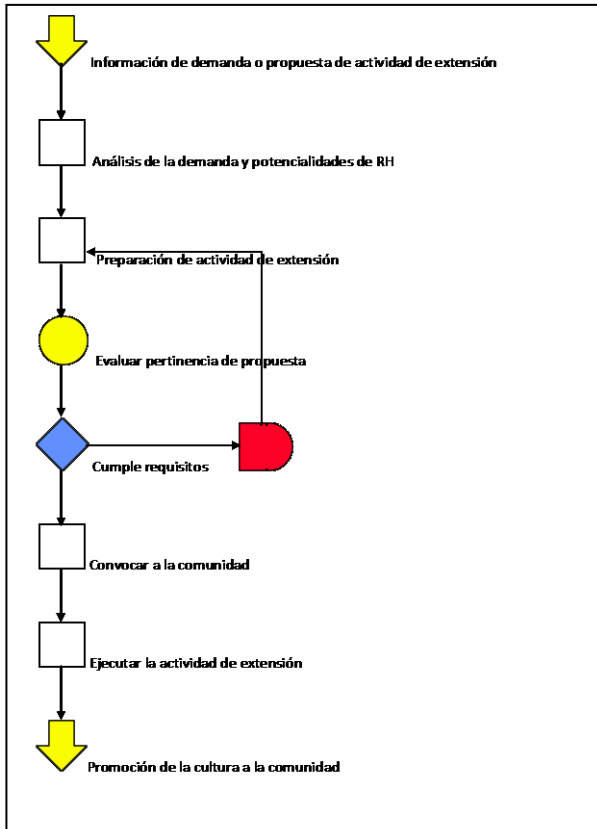 Información de demanda o propuesta de actividad de extensión
Análisis de la demanda y potencialidades de RH
Preparación de actividad de extensión
Evaluar pertinencia de propuesta
Cumple requisitos
Convocar a la comunidad
Ejecutar la actividad de extensión
Promoción de la cultura a la comunidad